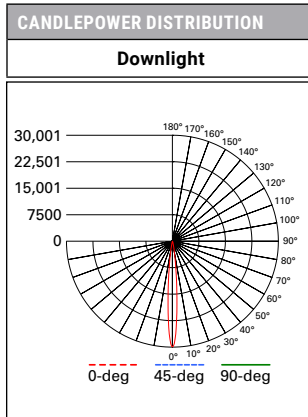 CANDLEPOWER DISTRIBUTION
Downlight
30,001
22,501
15,001
7500
0
180° 170° 160° 150° 140° 130° 120° 110° 100° 90° 80° 70° 60° 50° 40° 30° 20° 10° 0°
0-deg 45-deg 90-deg